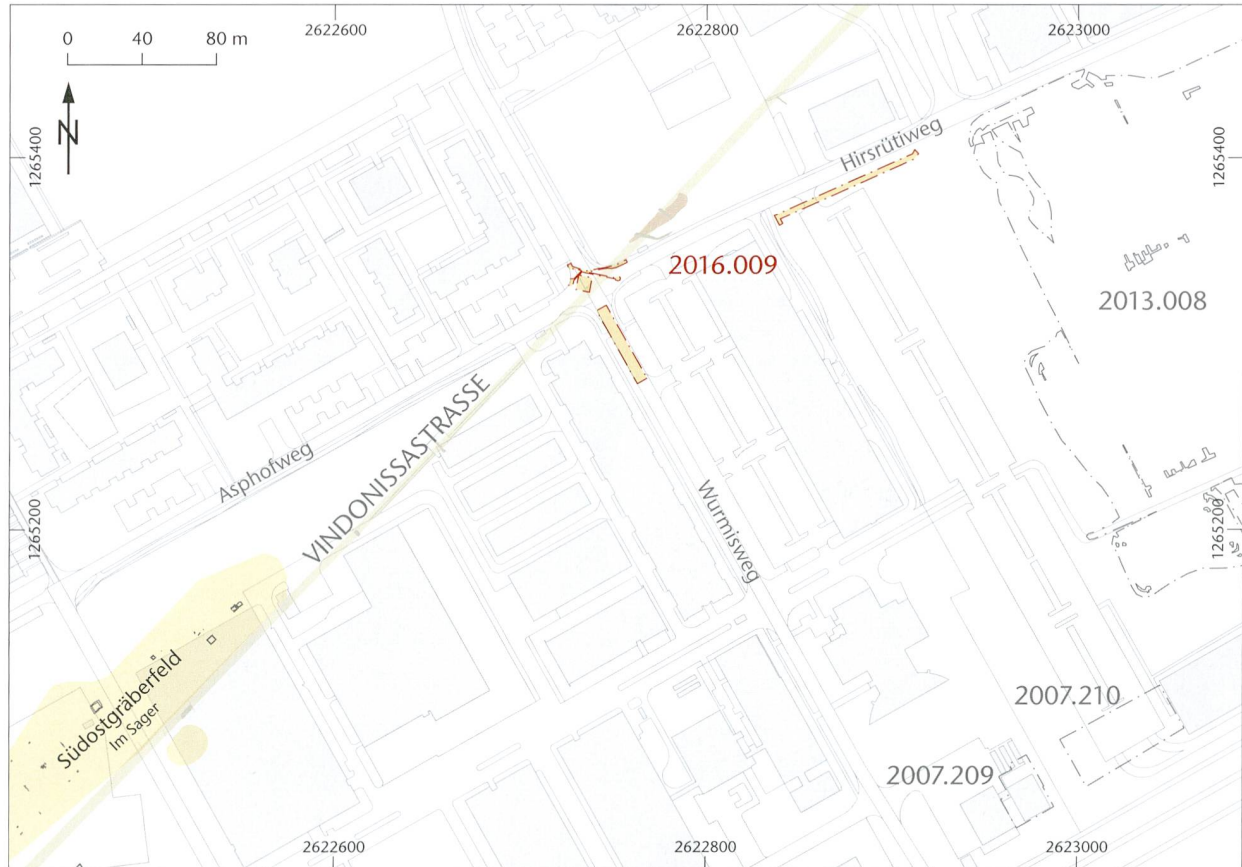 2622600
2622800
2623000
0 40 80 m
N
1265400
1265400
Hirsrütiweg
2016.009
2013.008
VINDONISSASTRASSE
Asphofweg
Wurmisweg
1265200
1265200
Südostgräberfeld
Im Sager
2007.210
2007.209
2622600
2622800
2623000